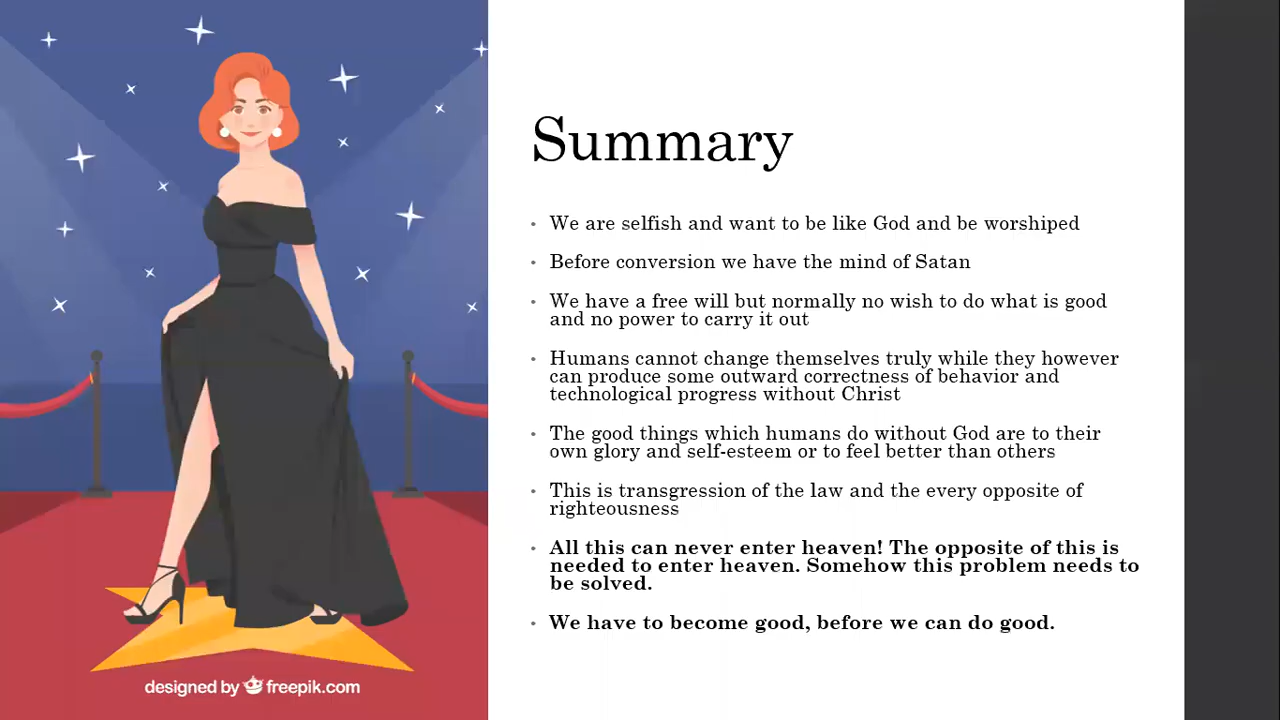 Summary
• We are selfish and want to be like God and be worshiped
• Before conversion we have the mind of Satan
• We have a free will but normally no wish to do what is good
and no power to carry it out
• Humans cannot change themselves truly while they however
can produce some outward correctness of behavior and
technological progress without Christ
• The good things which humans do without God are to their
own glory and self-esteem or to feel better than others
• This is transgression of the law and the every opposite of
righteousness
• All this can never enter heaven! The opposite of this is
needed to enter heaven. Somehow this problem needs to
be solved.
• We have to become good, before we can do good.
designed by freepik.com